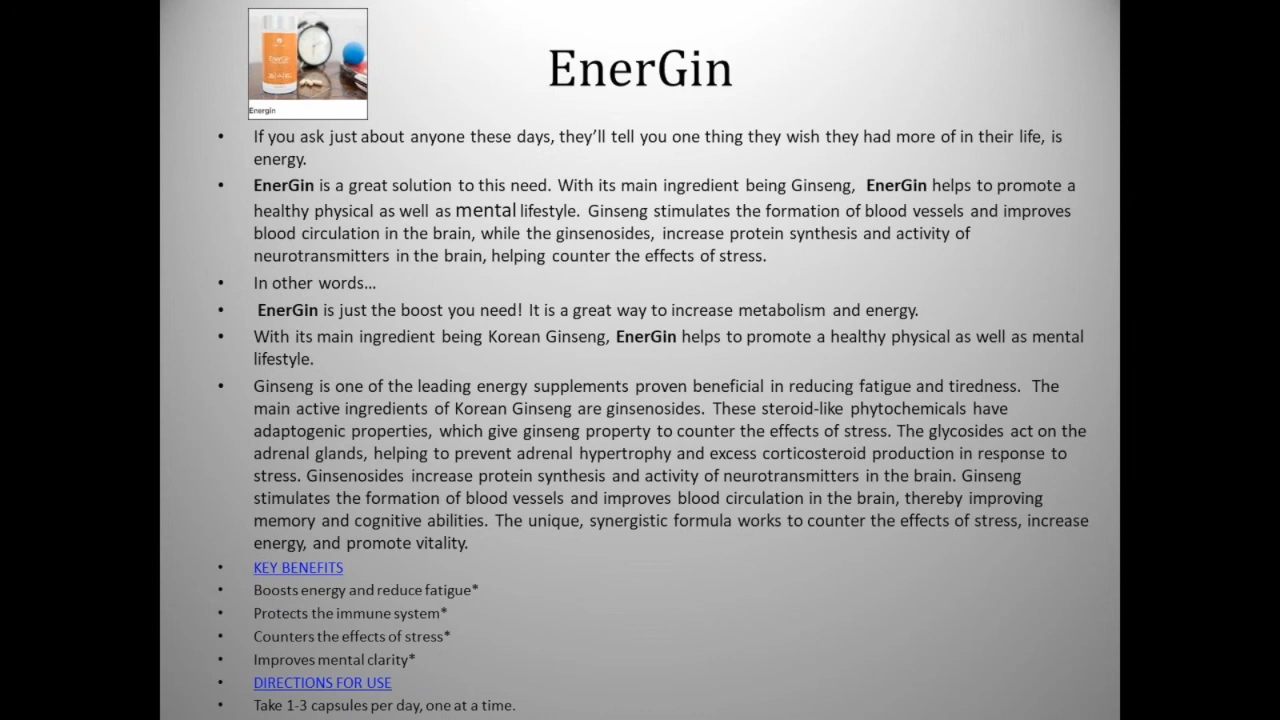 EnerGin
EnerGin
Energin
• If you ask just about anyone these days, they’ll tell you one thing they wish they had more of in their life, is
energy.
• EnerGin is a great solution to this need. With its main ingredient being Ginseng, EnerGin helps to promote a
healthy physical as well as mental lifestyle. Ginseng stimulates the formation of blood vessels and improves
blood circulation in the brain, while the ginsenosides, increase protein synthesis and activity of
neurotransmitters in the brain, helping counter the effects of stress.
• In other words…
• EnerGin is just the boost you need! It is a great way to increase metabolism and energy.
• With its main ingredient being Korean Ginseng, EnerGin helps to promote a healthy physical as well as mental
lifestyle.
• Ginseng is one of the leading energy supplements proven beneficial in reducing fatigue and tiredness. The
main active ingredients of Korean Ginseng are ginsenosides. These steroid-like phytochemicals have
adaptogenic properties, which give ginseng property to counter the effects of stress. The glycosides act on the
adrenal glands, helping to prevent adrenal hypertrophy and excess corticosteroid production in response to
stress. Ginsenosides increase protein synthesis and activity of neurotransmitters in the brain. Ginseng
stimulates the formation of blood vessels and improves blood circulation in the brain, thereby improving
memory and cognitive abilities. The unique, synergistic formula works to counter the effects of stress, increase
energy, and promote vitality.
• KEY BENEFITS
• Boosts energy and reduce fatigue*
• Protects the immune system*
• Counters the effects of stress*
• Improves mental clarity*
• DIRECTIONS FOR USE
• Take 1-3 capsules per day, one at a time.